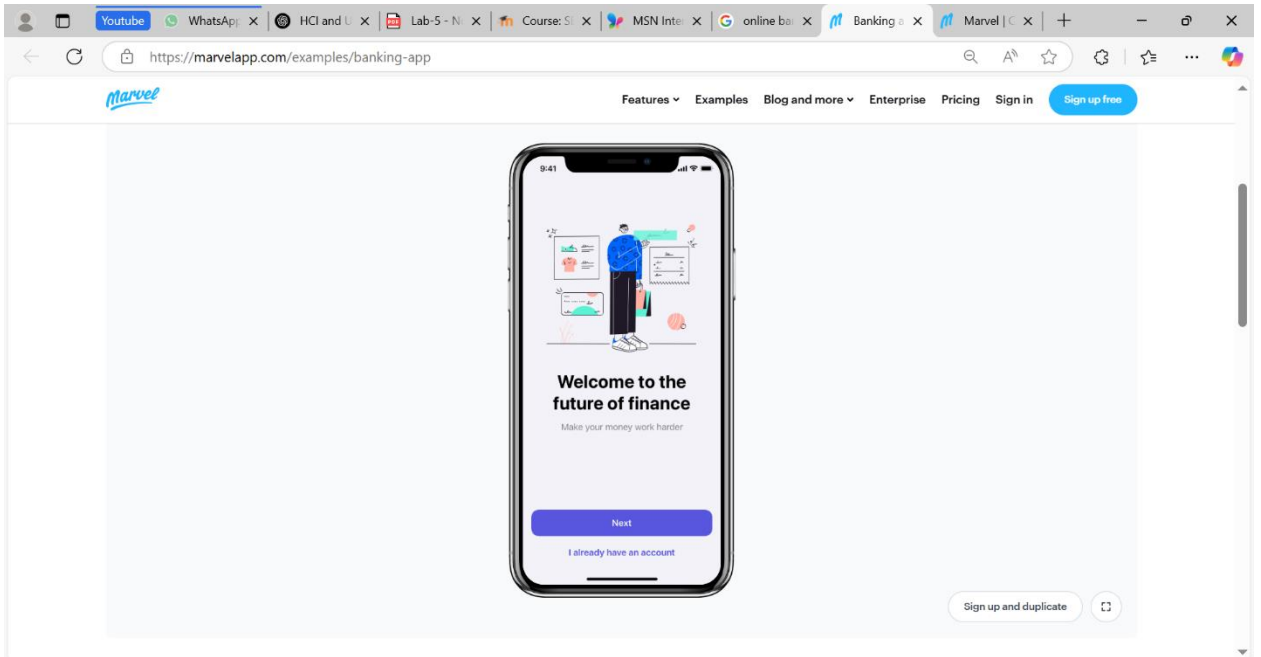 Youtube
WhatsAp
HCI and U
Lab-5 - N
Course: S
MSN Inte
online ba
Banking a
Marvel | C
https://marvelapp.com/examples/banking-app
Marvel
Features
Examples
Blog and more
Enterprise
Pricing
Sign in
Sign up free
9:41
Welcome to the
future of finance
Make your money work harder
Next
I already have an account
Sign up and duplicate